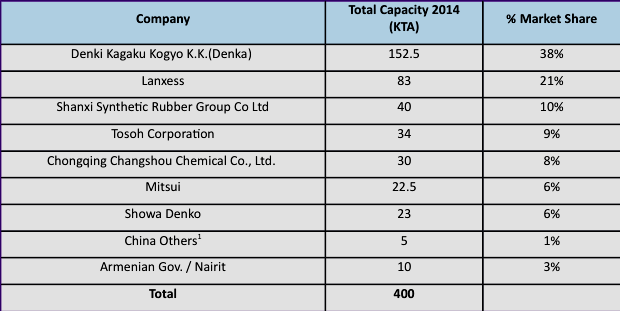 Company Total Capacity 2014 (KTA) % Market Share
Denki Kagaku Kogyo K.K.(Denka) 152.5 38%
Lanxess 83 21%
Shanxi Synthetic Rubber Group Co Ltd 40 10%
Tosoh Corporation 34 9%
Chongqing Changshou Chemical Co., Ltd. 30 8%
Mitsui 22.5 6%
Showa Denko 23 6%
China Others¹ 5 1%
Armenian Gov. / Nairit 10 3%
Total 400